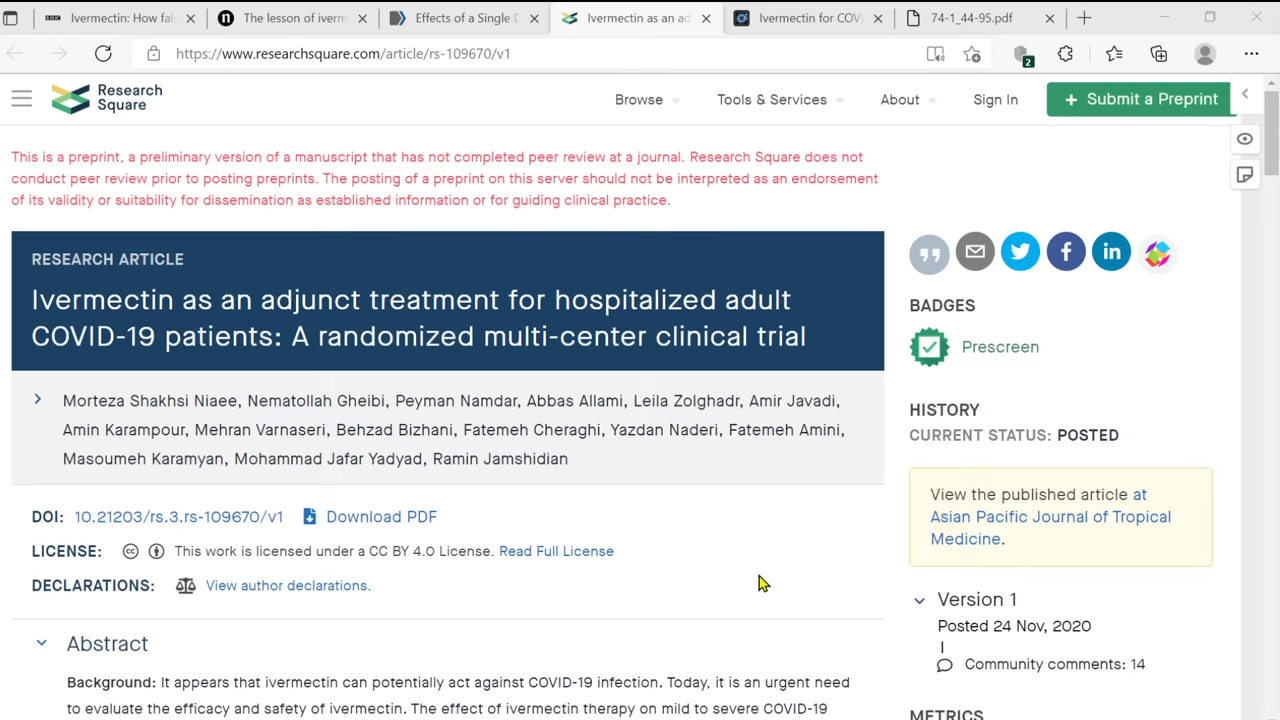 BBC
Ivermectin: How fal
The lesson of iverm
Effects of a Single D
Ivermectin as an ad
Ivermectin for COVI
74-1_44-95.pdf
https://www.researchsquare.com/article/rs-109670/v1
2
Research
Square
Browse
Tools & Services
About
Sign In
+ Submit a Preprint
This is a preprint, a preliminary version of a manuscript that has not completed peer review at a journal. Research Square does not
conduct peer review prior to posting preprints. The posting of a preprint on this server should not be interpreted as an endorsement
of its validity or suitability for dissemination as established information or for guiding clinical practice.
RESEARCH ARTICLE
Ivermectin as an adjunct treatment for hospitalized adult
COVID-19 patients: A randomized multi-center clinical trial
Morteza Shakhsi Niaee, Nematollah Gheibi, Peyman Namdar, Abbas Allami, Leila Zolghadr, Amir Javadi,
Amin Karampour, Mehran Varnaseri, Behzad Bizhani, Fatemeh Cheraghi, Yazdan Naderi, Fatemeh Amini,
Masoumeh Karamyan, Mohammad Jafar Yadyad, Ramin Jamshidian
DOI: 10.21203/rs.3.rs-109670/v1 Download PDF
LICENSE: This work is licensed under a CC BY 4.0 License. Read Full License
DECLARATIONS: View author declarations.
Abstract
Background: It appears that ivermectin can potentially act against COVID-19 infection. Today, it is an urgent need
to evaluate the efficacy and safety of ivermectin. The effect of ivermectin therapy on mild to severe COVID-19
BADGES
Prescreen
HISTORY
CURRENT STATUS: POSTED
View the published article at
Asian Pacific Journal of Tropical
Medicine.
Version 1
Posted 24 Nov, 2020
Community comments: 14
METRICS